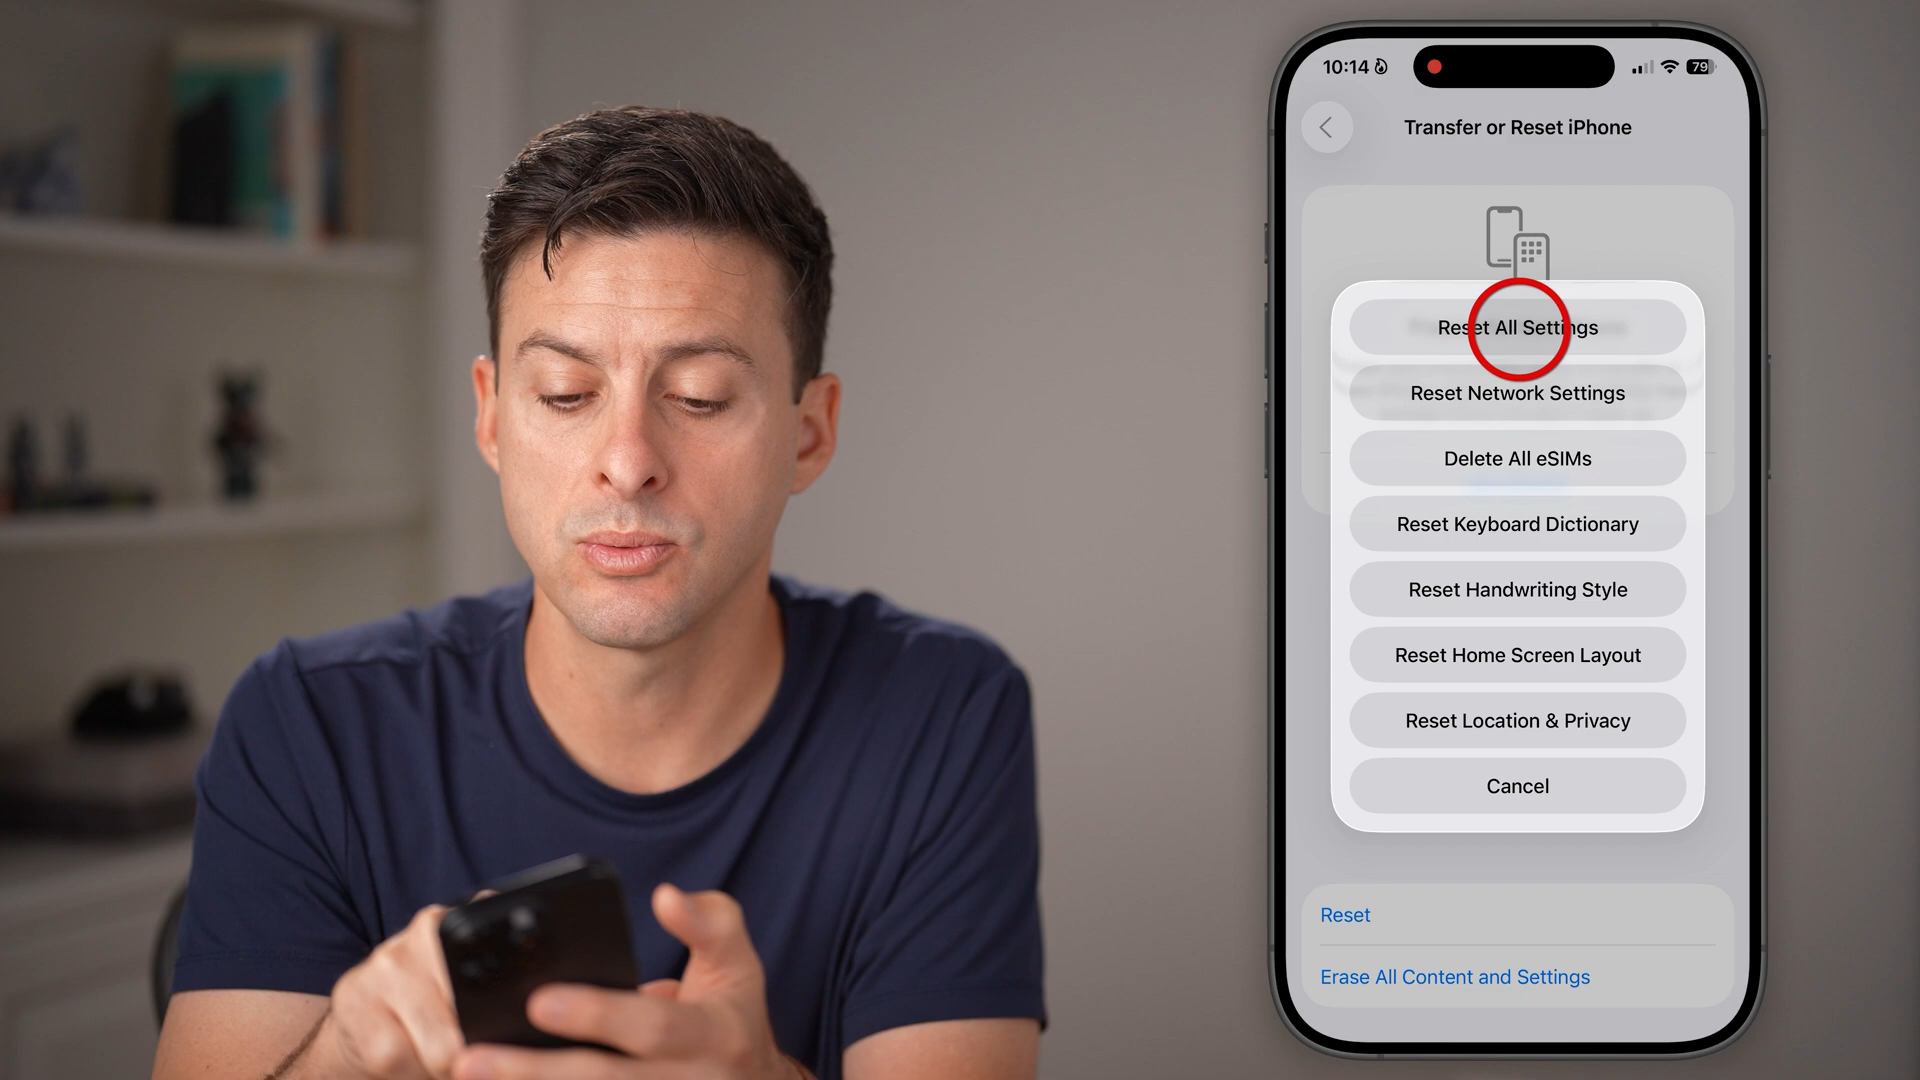 10:14
79
Transfer or Reset iPhone
Reset All Settings
Reset Network Settings
Delete All eSIMs
Reset Keyboard Dictionary
Reset Handwriting Style
Reset Home Screen Layout
Reset Location & Privacy
Cancel
Reset
Erase All Content and Settings